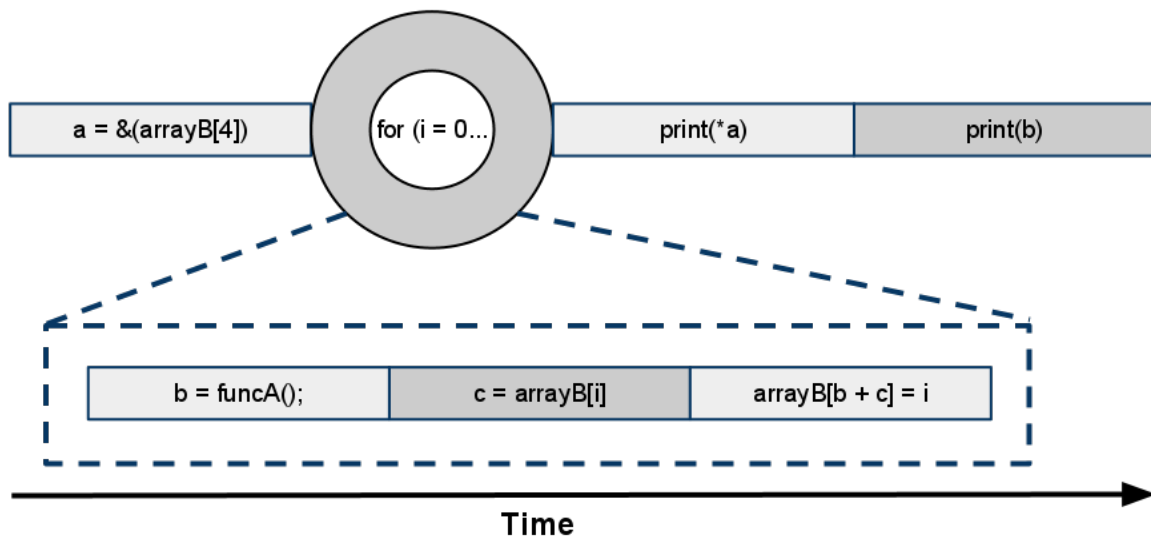 a = &(arrayB[4])
for (i = 0...
print(*a)
print(b)
b = funcA();
c = arrayB[i]
arrayB[b + c] = i
Time